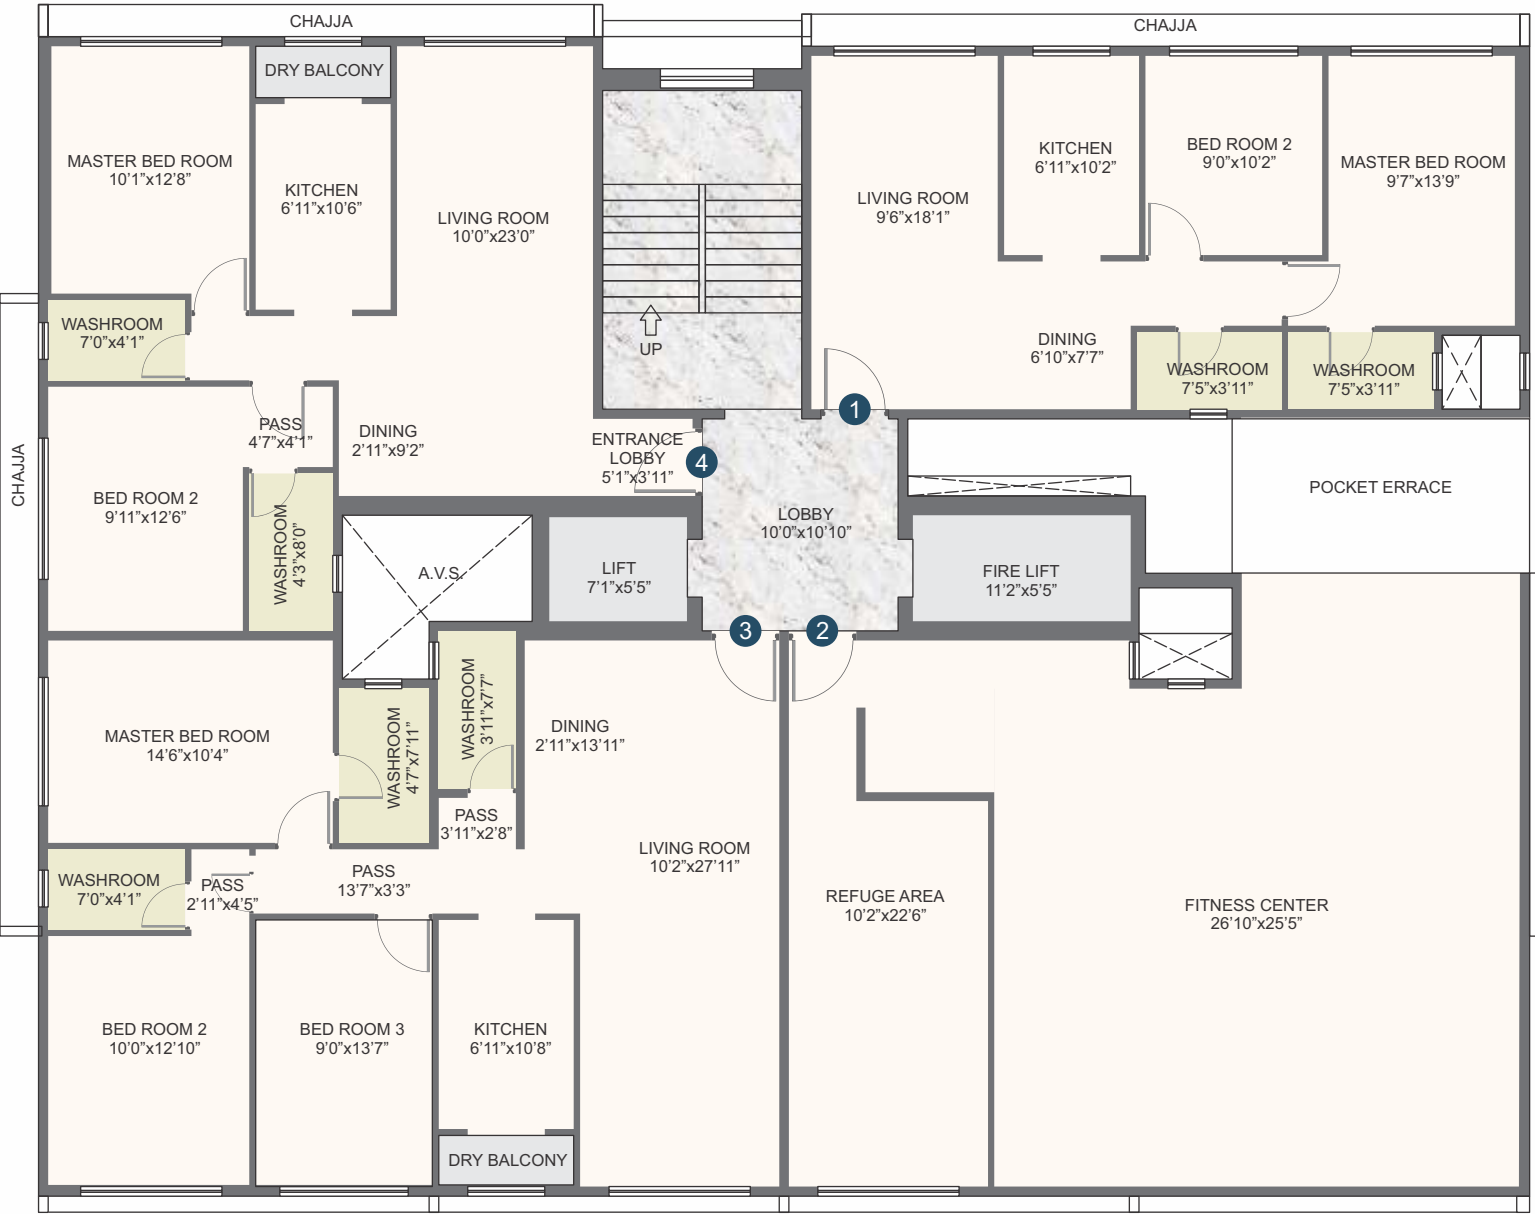 CHAJJA
CHAJJA
DRY BALCONY
MASTER BED ROOM
10'1"x12'8"
KITCHEN
6'11"x10'6"
LIVING ROOM
10'0"x23'0"
LIVING ROOM
9'6"x18'1"
KITCHEN
6'11"x10'2"
BED ROOM 2
9'0"x10'2"
MASTER BED ROOM
9'7"x13'9"
WASHROOM
7'0"x4'1"
UP
DINING
6'10"x7'7"
WASHROOM
7'5"x3'11"
WASHROOM
7'5"x3'11"
1
PASS
4'7"x4'1"
DINING
2'11"x9'2"
ENTRANCE
LOBBY
5'1"x3'11"
4
CHAJJA
BED ROOM 2
9'11"x12'6"
WASHROOM
4'3"x8'0"
LOBBY
10'0"x10'10"
POCKET ERRACE
A.V.S.
LIFT
7'1"x5'5"
FIRE LIFT
11'2"x5'5"
3
2
MASTER BED ROOM
14'6"x10'4"
WASHROOM
4'7"x7'11"
WASHROOM
3'11"x7'7"
DINING
2'11"x13'11"
PASS
3'11"x2'8"
LIVING ROOM
10'2"x27'11"
WASHROOM
7'0"x4'1"
PASS
2'11"x4'5"
PASS
13'7"x3'3"
REFUGE AREA
10'2"x22'6"
FITNESS CENTER
26'10"x25'5"
BED ROOM 2
10'0"x12'10"
BED ROOM 3
9'0"x13'7"
KITCHEN
6'11"x10'8"
DRY BALCONY